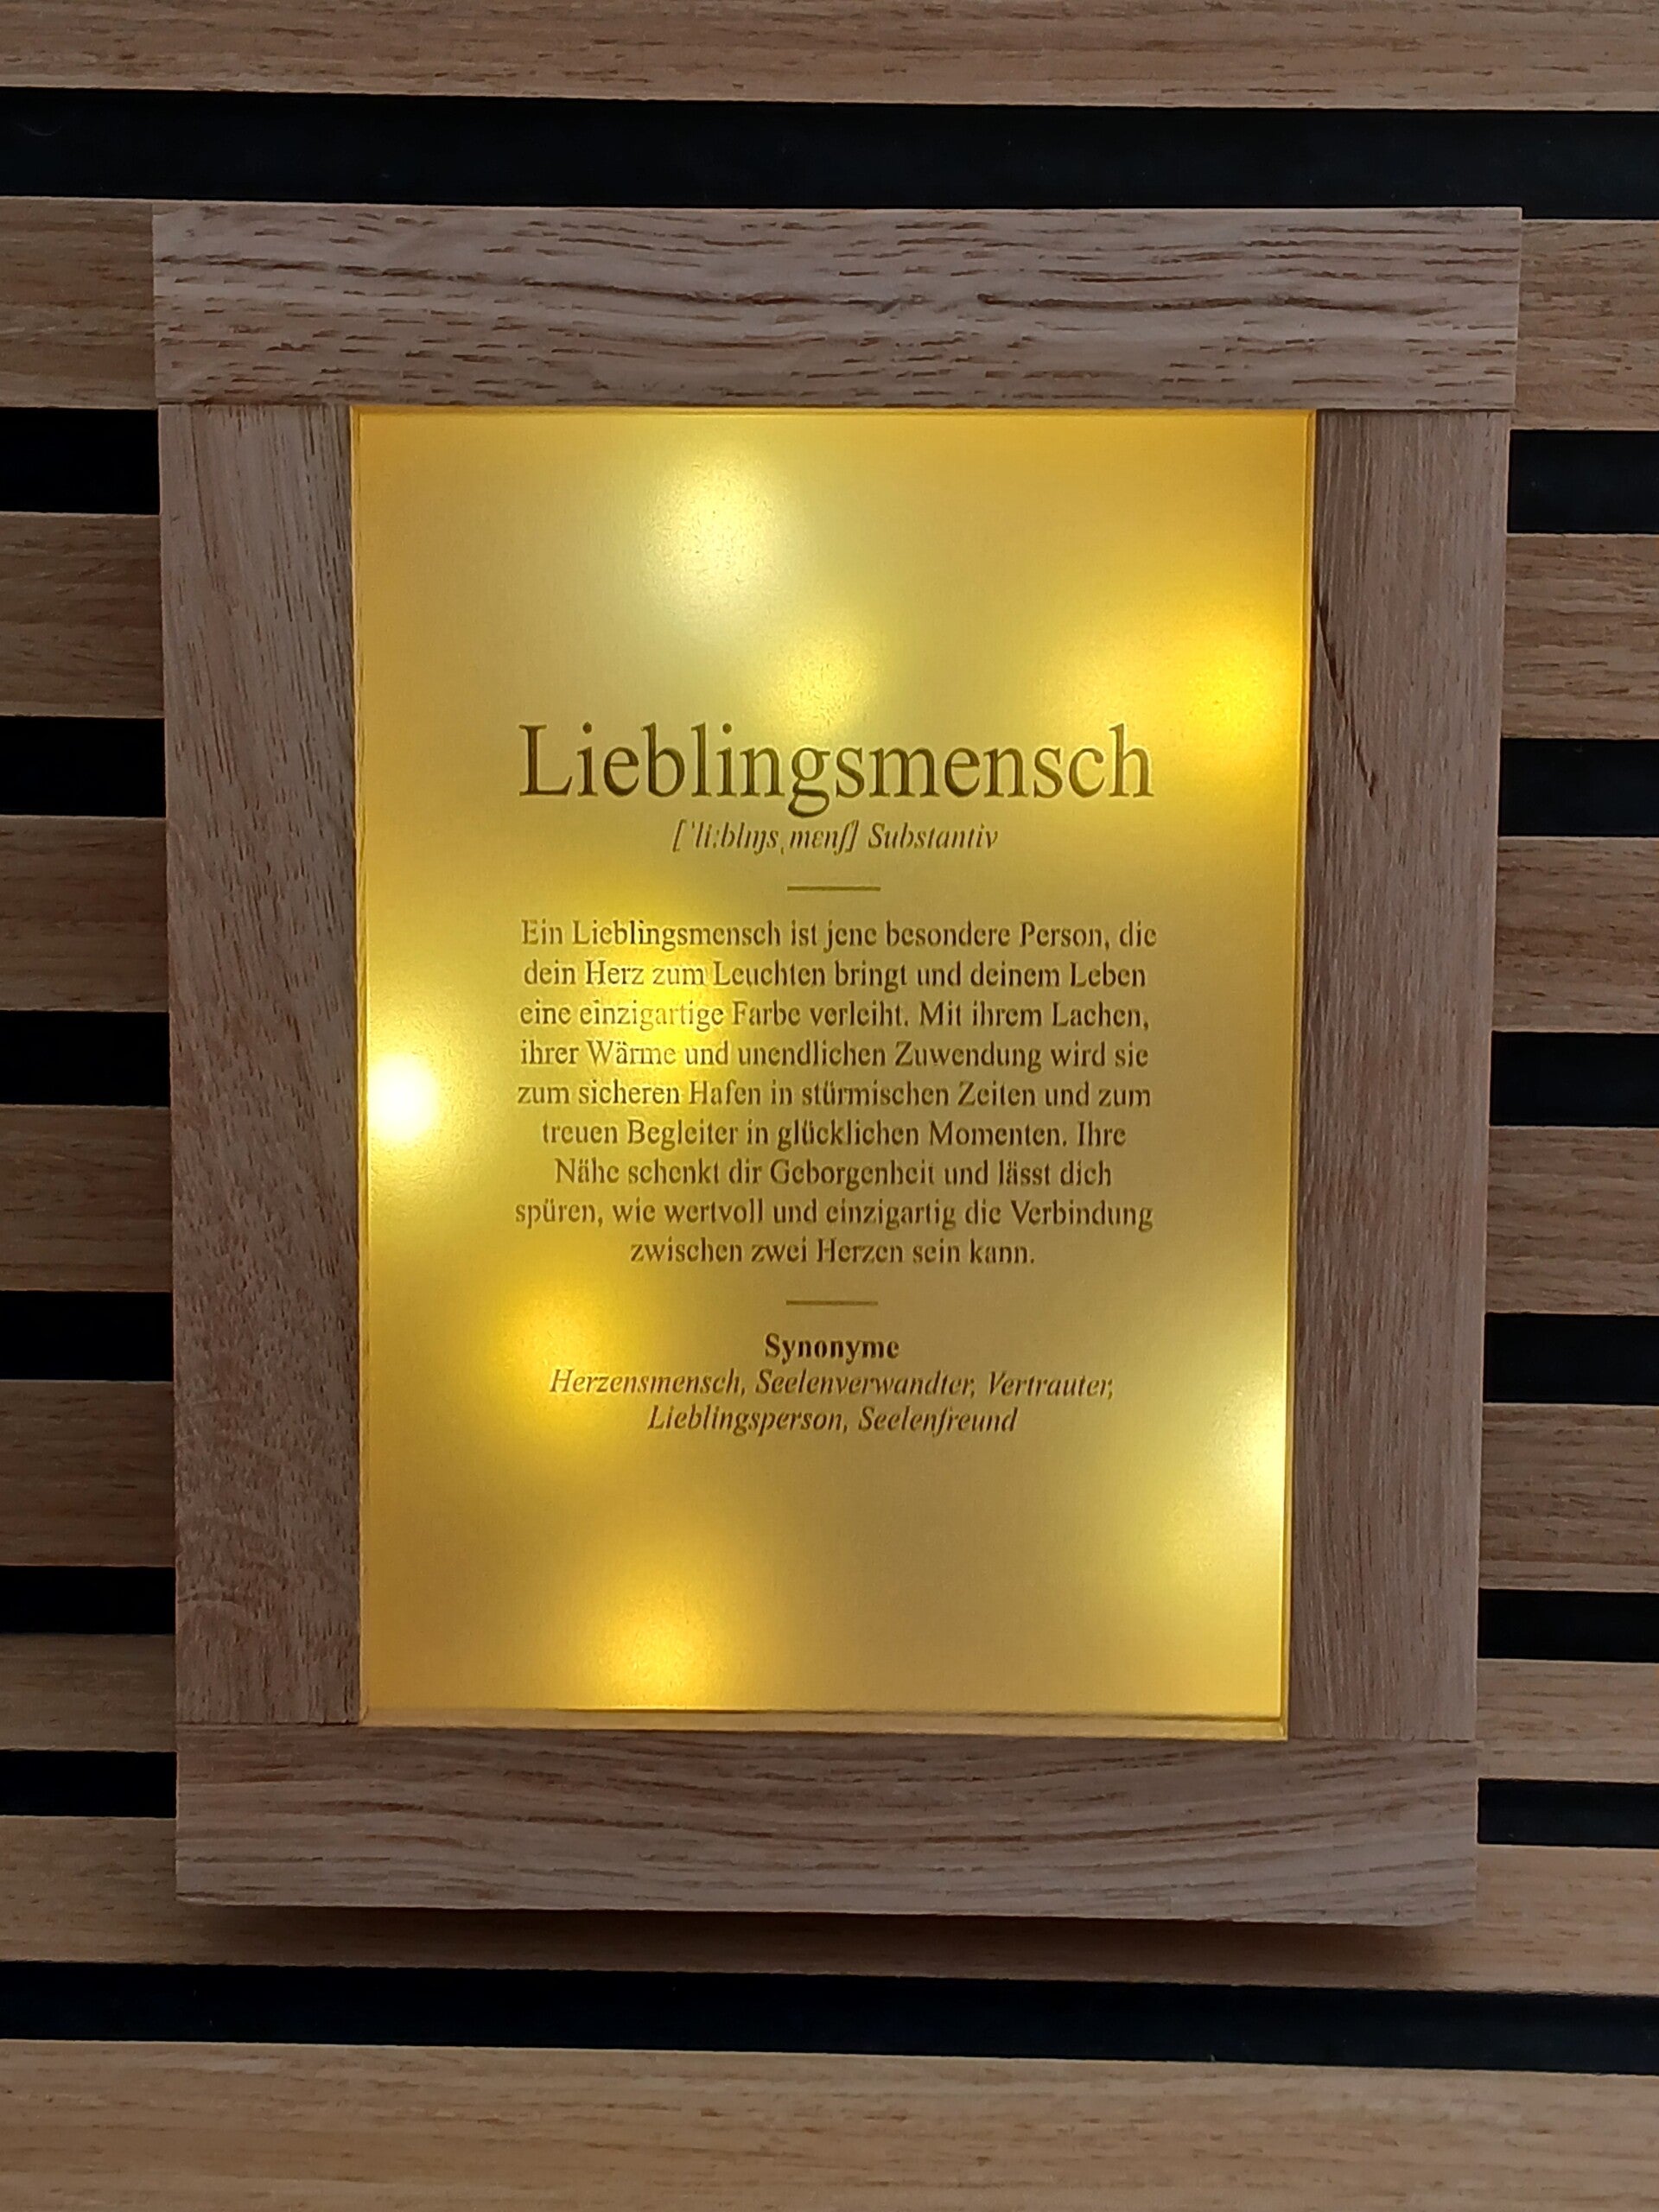 Lieblingsmensch
[ˈliːblɪŋsˌmɛnʃ] Substantiv
Ein Lieblingsmensch ist jene besondere Person, die
dein Herz zum Leuchten bringt und deinem Leben
eine einzigartige Farbe verleiht. Mit ihrem Lachen,
ihrer Wärme und unendlichen Zuwendung wird sie
zum sicheren Hafen in stürmischen Zeiten und zum
treuen Begleiter in glücklichen Momenten. Ihre
Nähe schenkt dir Geborgenheit und lässt dich
spüren, wie wertvoll und einzigartig die Verbindung
zwischen zwei Herzen sein kann.
Synonyme
Herzensmensch, Seelenverwandter, Vertrauter,
Lieblingsperson, Seelenfreund